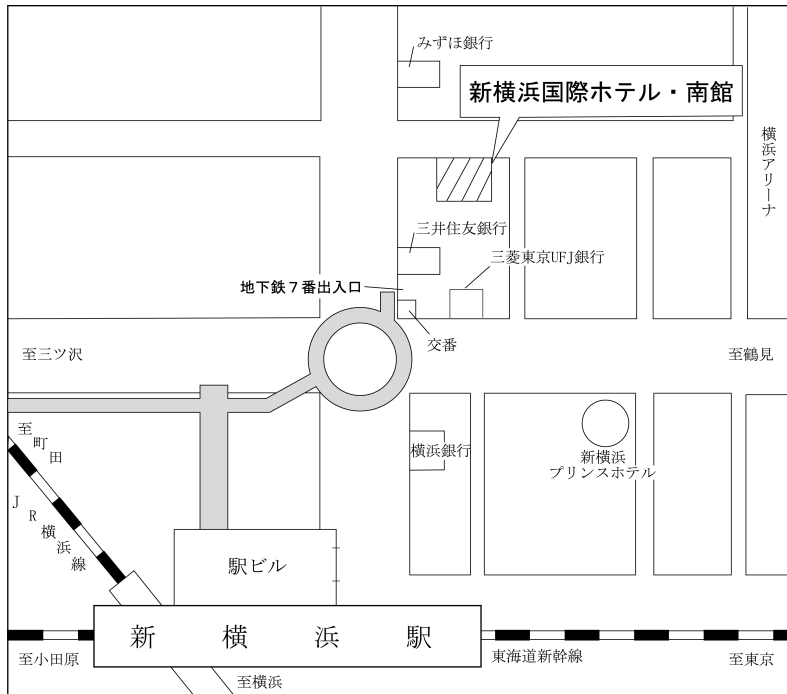 みずほ銀行
新横浜国際ホテル・南館
横浜アリーナ
三井住友銀行
三菱東京UFJ銀行
地下鉄７番出入口
交番
至三ツ沢
至鶴見
至町田
JR横浜線
横浜銀行
新横浜
プリンスホテル
駅ビル
新横浜駅
至小田原
至横浜
東海道新幹線
至東京